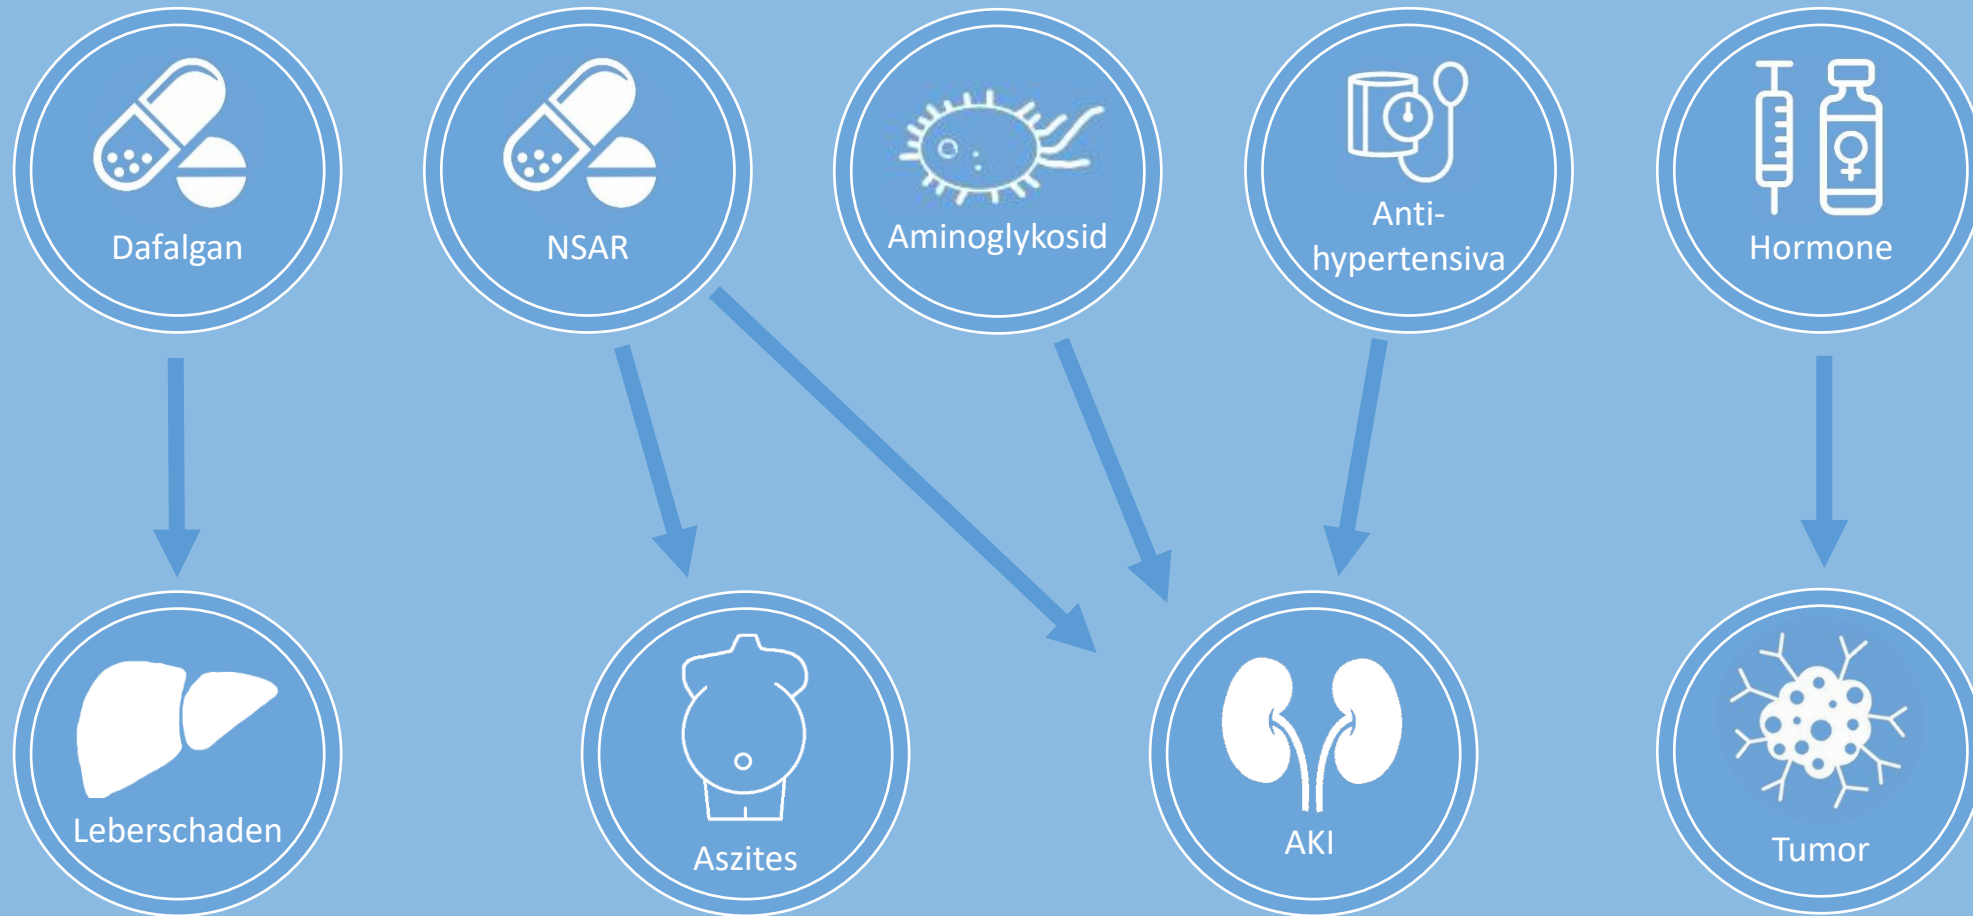 Dafalgan
NSAR
Aminoglykosid
Anti-
hypertensiva
Hormone
Leberschaden
Aszites
AKI
Tumor